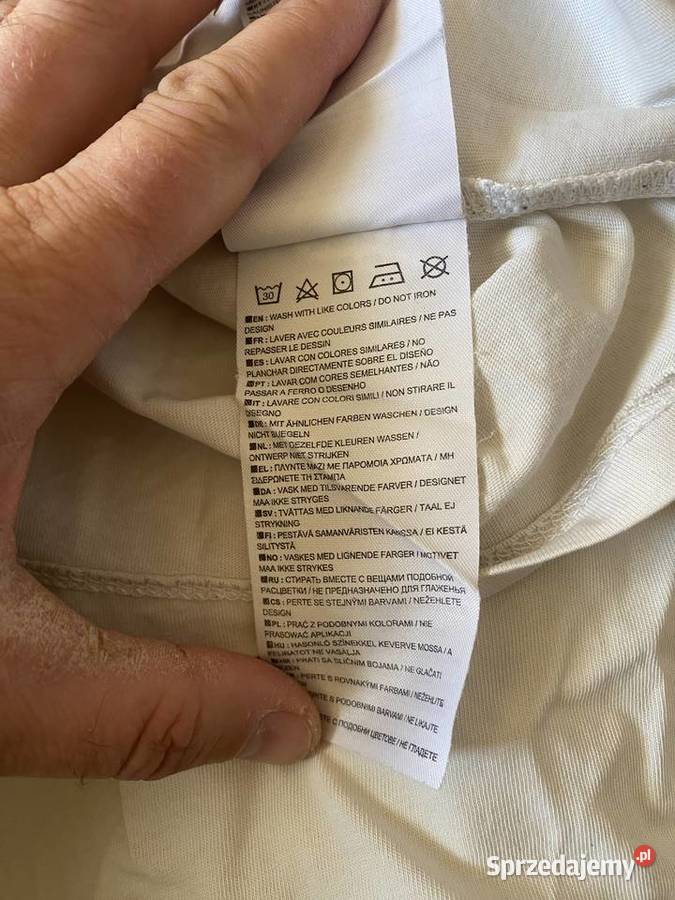 30
EN : WASH WITH LIKE COLORS / DO NOT IRON
DESIGN
FR : LAVER AVEC COULEURS SIMILAIRES / NE PAS
REPASSER LE DESSIN
ES : LAVAR CON COLORES SIMILARES / NO
PLANCHAR DIRECTAMENTE SOBRE EL DISEÑO
PT : LAVAR COM CORES SEMELHANTES / NÃO
PASSAR A FERRO O DESENHO
IT : LAVARE CON COLORI SIMILI / NON STIRARE IL
DISEGNO
MIT ÄHNLICHEN FARBEN WASCHEN / DESIGN
NICHT BUEGELN
NL : MET DEZELFDE KLEUREN WASSEN /
ONTWERP NIET STRIJKEN
EL : ΠΛΥΝΤΕ ΜΑΖΙ ΜΕ ΠΑΡΟΜΟΙΑ ΧΡΩΜΑΤΑ / ΜΗ
ΣΙΔΕΡΩΝΕΤΕ ΤΗ ΣΤΑΜΠΑ
DA : VASK MED TILSVARENDE FARVER / DESIGNET
MAA IKKE STRYGES
SV : TVÄTTAS MED LIKNANDE FÄRGER / TAAL EJ
STRYKNING
FI : PESTÄVÄ SAMANVÄRISTEN KANSSA / EI KESTÄ
SILITYSTÄ
NO : VASKES MED LIGNENDE FARGER / MOTIVET
MAA IKKE STRYKES
RU : СТИРАТЬ ВМЕСТЕ С ВЕЩАМИ ПОДОБНОЙ
РАСЦВЕТКИ / НЕ ПРЕДНАЗНАЧЕНО ДЛЯ ГЛАЖЕНЬЯ
CS : PERTE SE STEJNÝMI BARVAMI / NEŽEHLETE
DESIGN
PL : PRAĆ Z PODOBNYMI KOLORAMI / NIE
PRASOWAĆ APLIKACJI
HU : HASONLÓ SZÍNEKKEL KEVERVE MOSSA / A
FELIRATOT NE VASALJA
PRATI SA SLIČNIM BOJAMA / NE GLAČATI
PERTE S ROVNAKÝMI FARBAMI / NEŽEHLITE
S PODOBNIMI BARVAMI / NE LIKAJTE
С ПОДОБНИ ЦВЕТОВЕ / НЕ ГЛАДЕТЕ
Sprzedajemy.pl